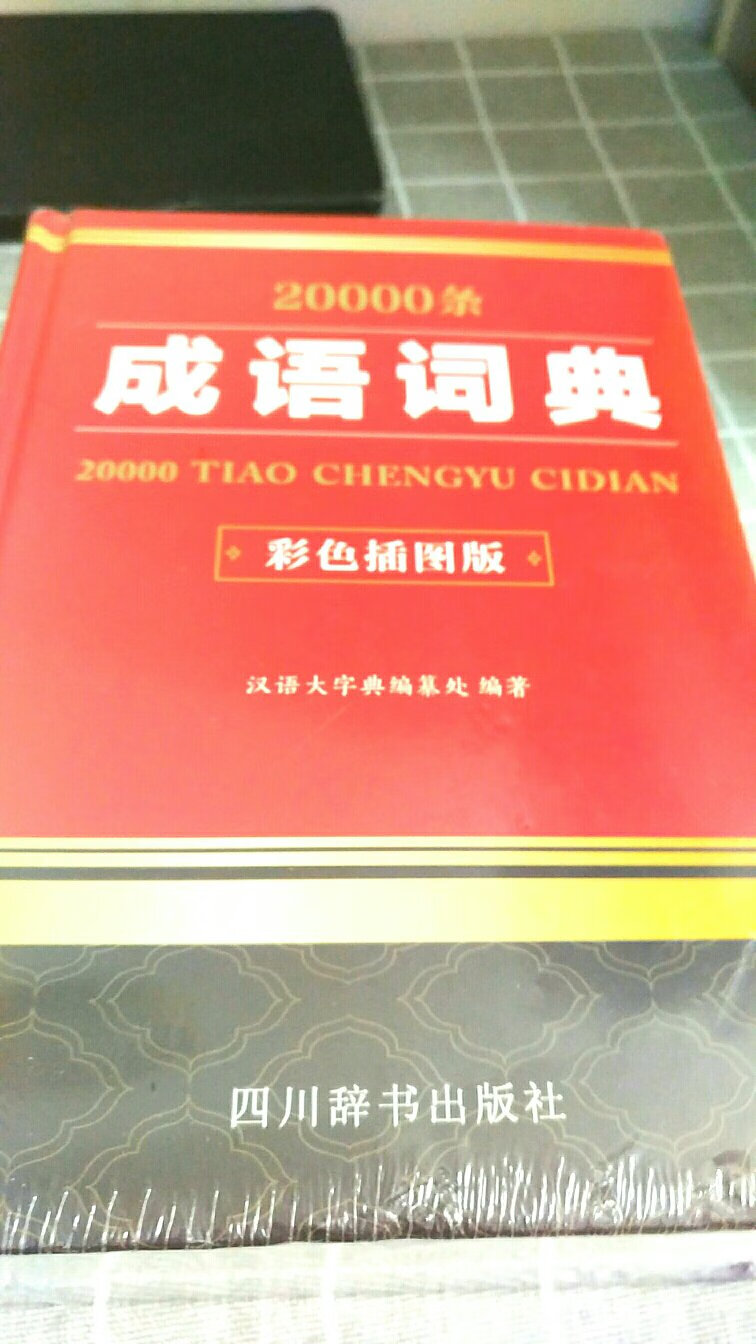 20000条
成语词典
20000 TIAO CHENGYU CIDIAN
彩色插图版
汉语大字典编纂处 编著
四川辞书出版社